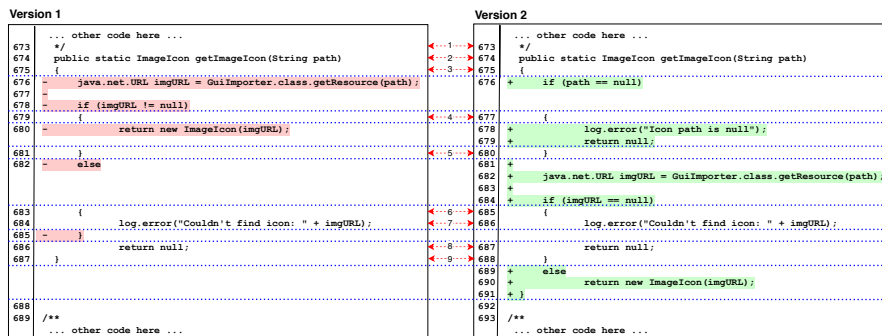 Version 1
... other code here ...
673 */
674 public static ImageIcon getImageIcon(String path)
675 {
676 - java.net.URL imgURL = GuiImporter.class.getResource(path);
677 -
678 - if (imgURL != null)
679 {
680 - return new ImageIcon(imgURL);
681 }
682 - else
683 {
684 log.error("Couldn't find icon: " + imgURL);
685 - }
686 return null;
687 }
688
689 /**
... other code here ...
1
2
3
4
5
6
7
8
9
Version 2
... other code here ...
673 */
674 public static ImageIcon getImageIcon(String path)
675 {
676 + if (path == null)
677 {
678 + log.error("Icon path is null");
679 + return null;
680 }
681 +
682 + java.net.URL imgURL = GuiImporter.class.getResource(path);
683 +
684 + if (imgURL == null)
685 {
686 log.error("Couldn't find icon: " + imgURL);
687 return null;
688 }
689 + else
690 + return new ImageIcon(imgURL);
691 + }
692
693 /**
... other code here ...